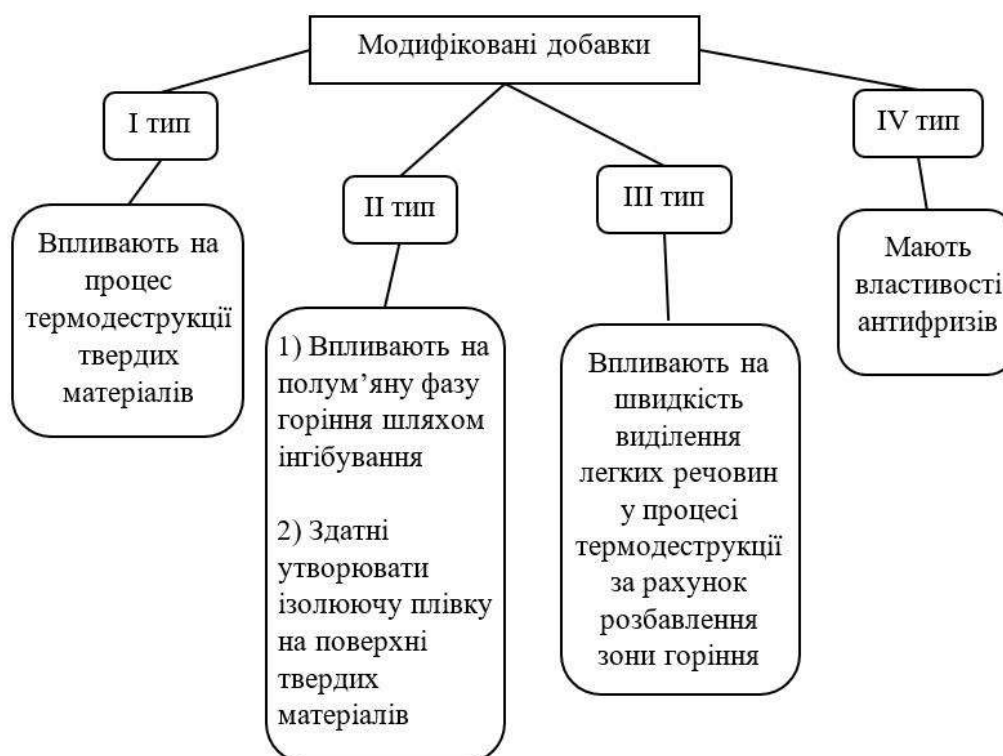 Модифіковані добавки
I тип
Впливають на
процес
термодеструкції
твердих
матеріалів
II тип
1) Впливають на
полум’яну фазу
горіння шляхом
інгібування
2) Здатні
утворювати
ізолюючу плівку
на поверхні
твердих
матеріалів
III тип
Впливають на
швидкість
виділення
легких речовин
у процесі
термодеструкції
за рахунок
розбавлення
зони горіння
IV тип
Мають
властивості
антифризів